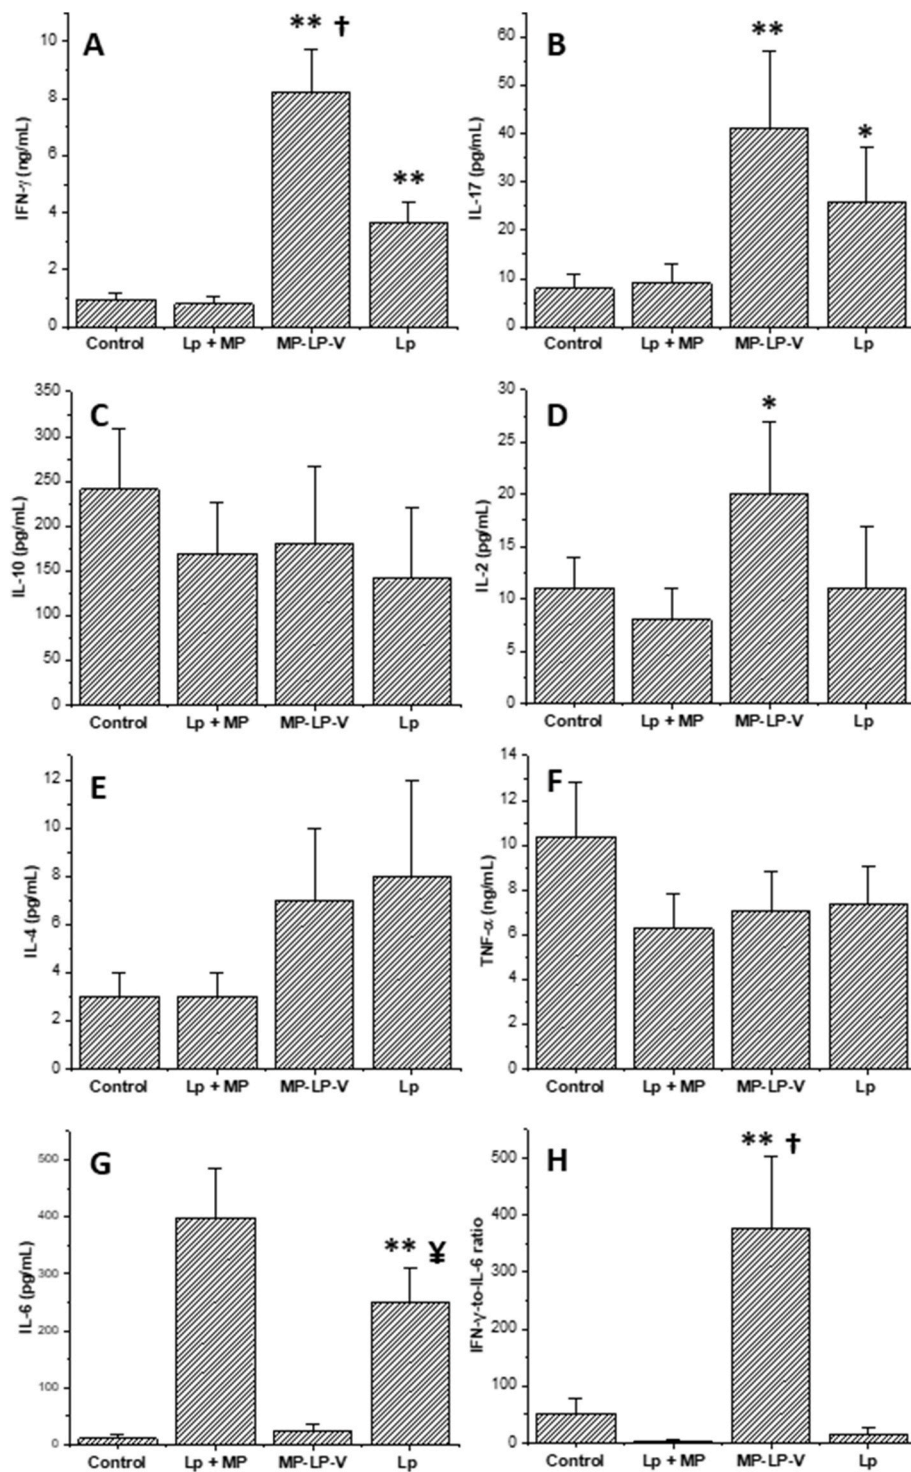 A
** †
**
IFN-γ (ng/mL)
10
8
6
4
2
0
Control Lp + MP MP-LP-V Lp
B
**
*
IL-17 (pg/mL)
60
50
40
30
20
10
0
Control Lp + MP MP-LP-V Lp
C
IL-10 (pg/mL)
350
300
250
200
150
100
50
0
Control Lp + MP MP-LP-V Lp
D
*
IL-2 (pg/mL)
30
25
20
15
10
5
0
Control Lp + MP MP-LP-V Lp
E
IL-4 (pg/mL)
12
10
8
6
4
2
0
Control Lp + MP MP-LP-V Lp
F
TNF-α (ng/mL)
14
12
10
8
6
4
2
0
Control Lp + MP MP-LP-V Lp
G
** ¥
IL-6 (pg/mL)
500
400
300
200
100
0
Control Lp + MP MP-LP-V Lp
H
** †
IFN-γ-to-IL-6 ratio
500
400
300
200
100
0
Control Lp + MP MP-LP-V Lp